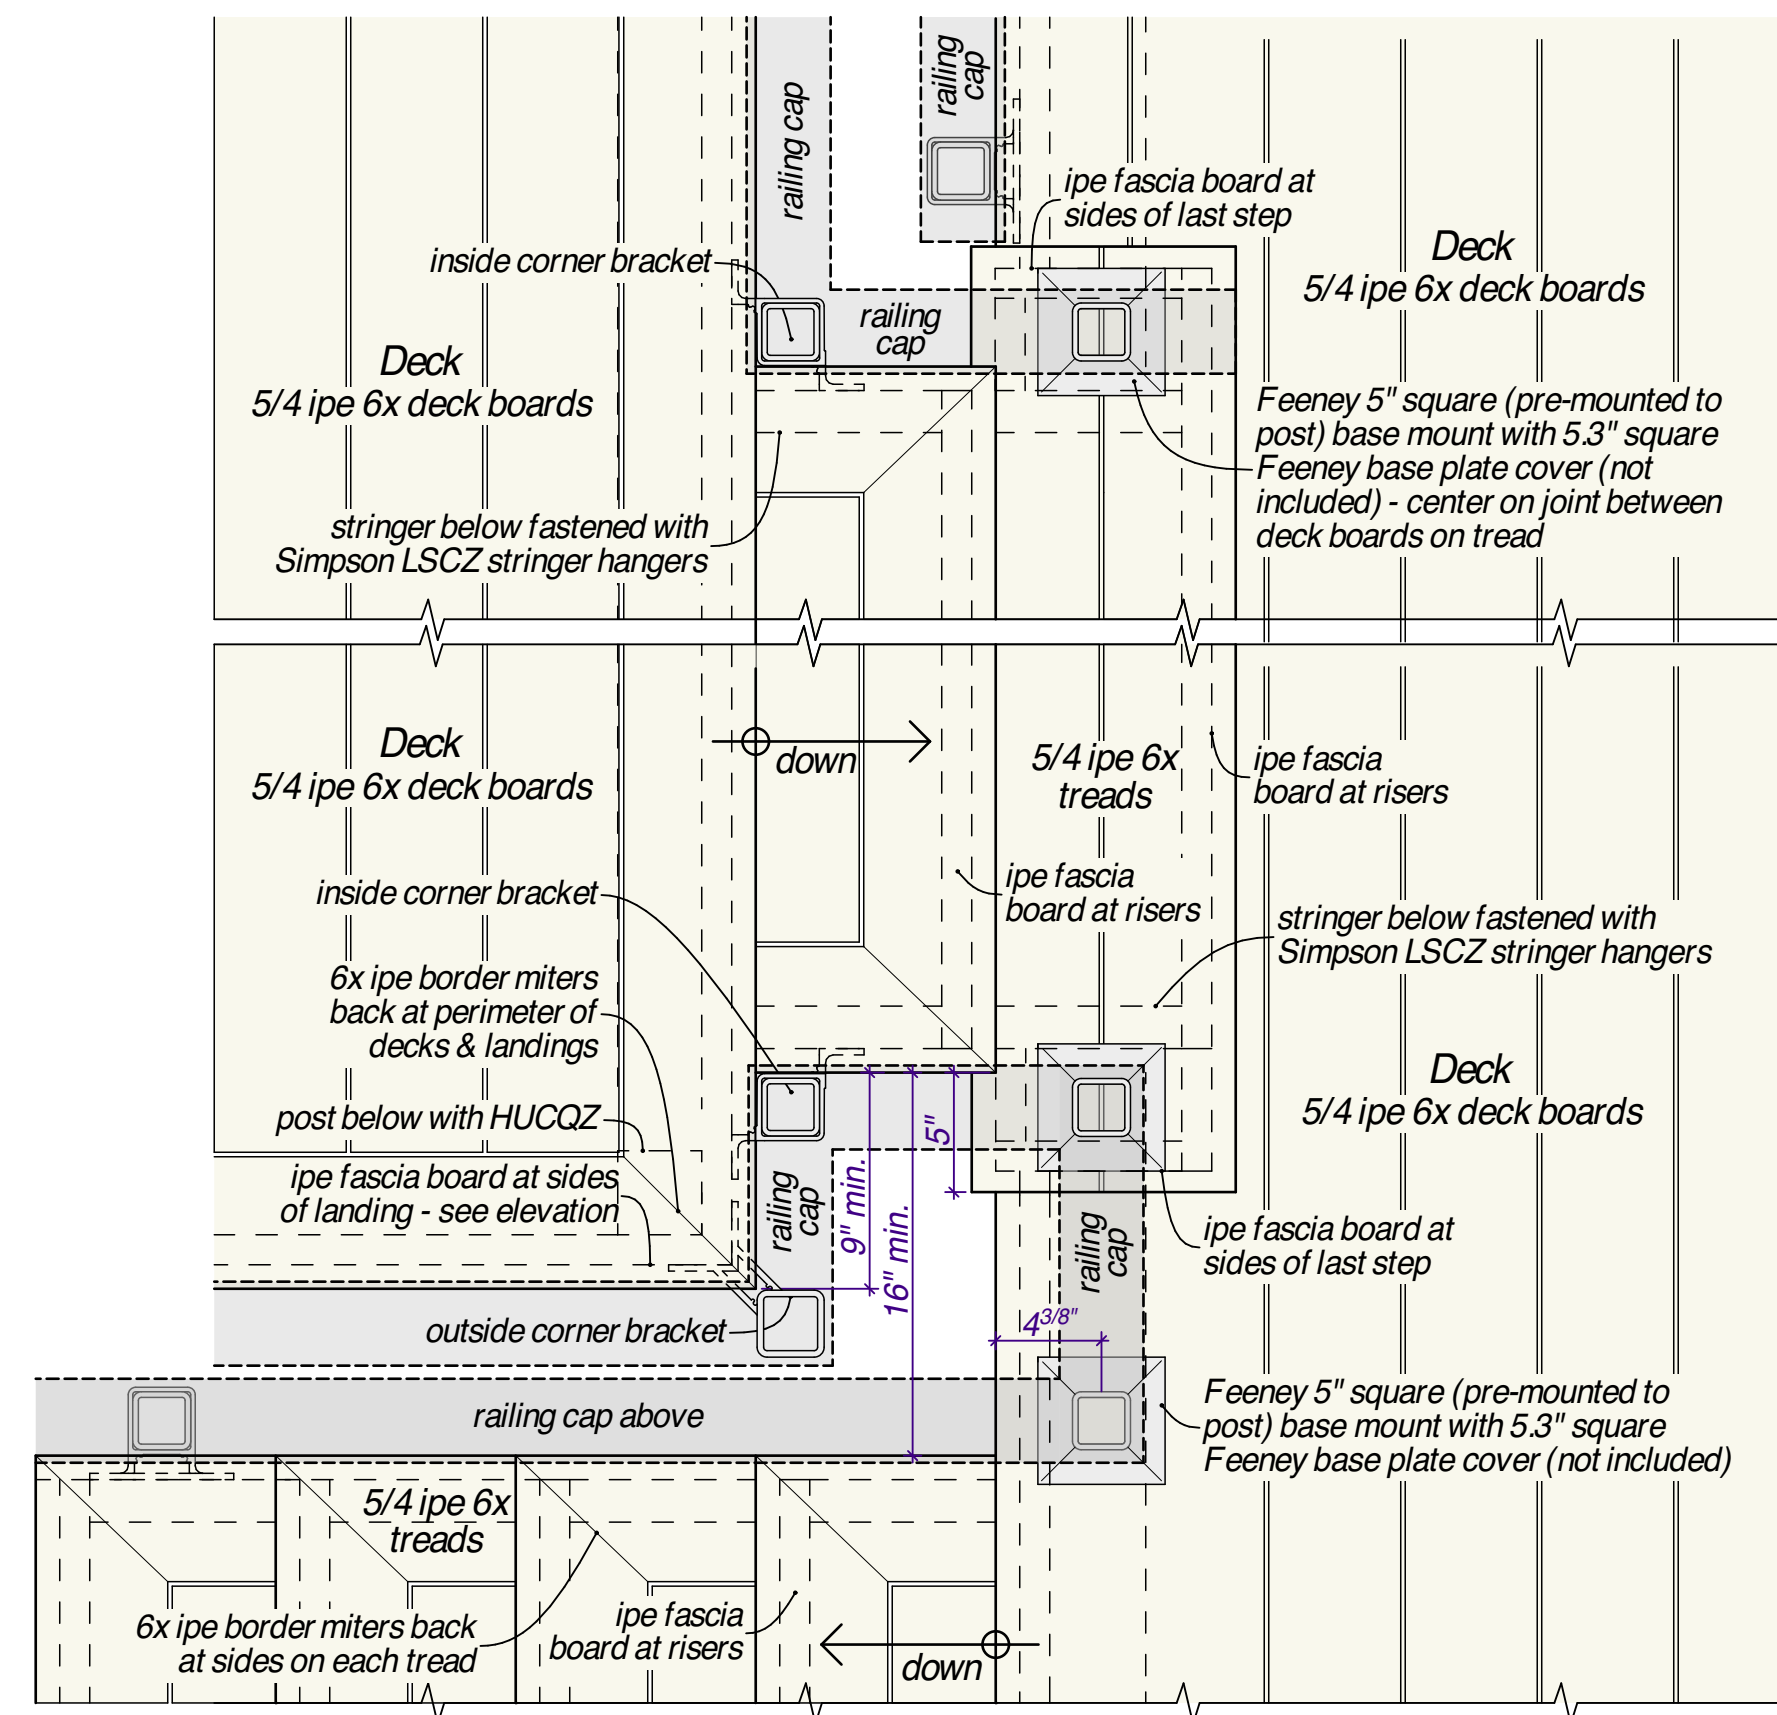 railing cap
railing
cap
ipe fascia board at
sides of last step
inside corner bracket
Deck
5/4 ipe 6x deck boards
railing
cap
Deck
5/4 ipe 6x deck boards
Feeney 5" square (pre-mounted to
post) base mount with 5.3" square
Feeney base plate cover (not
included) - center on joint between
deck boards on tread
stringer below fastened with
Simpson LSCZ stringer hangers
Deck
5/4 ipe 6x deck boards
down
5/4 ipe 6x
treads
ipe fascia
board at risers
inside corner bracket
ipe fascia
board at risers
stringer below fastened with
Simpson LSCZ stringer hangers
6x ipe border miters
back at perimeter of
decks & landings
Deck
5/4 ipe 6x deck boards
post below with HUCQZ
5"
9" min.
16" min.
ipe fascia board at sides
of landing - see elevation
railing
cap
railing
cap
ipe fascia board at
sides of last step
outside corner bracket
4 3/8"
railing cap above
Feeney 5" square (pre-mounted to
post) base mount with 5.3" square
Feeney base plate cover (not included)
5/4 ipe 6x
treads
6x ipe border miters back
at sides on each tread
ipe fascia
board at risers
down